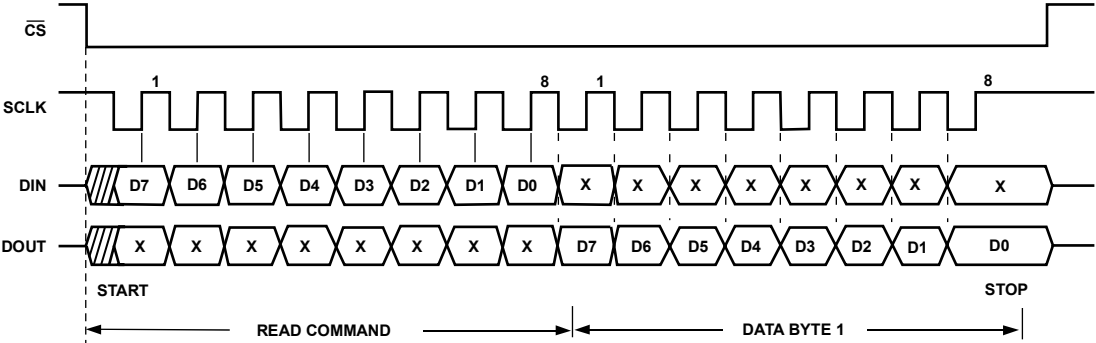 CS
1 8 1 8
SCLK
DIN D7 D6 D5 D4 D3 D2 D1 D0 X X X X X X X X
DOUT X X X X X X X X D7 D6 D5 D4 D3 D2 D1 D0
START STOP
READ COMMAND DATA BYTE 1